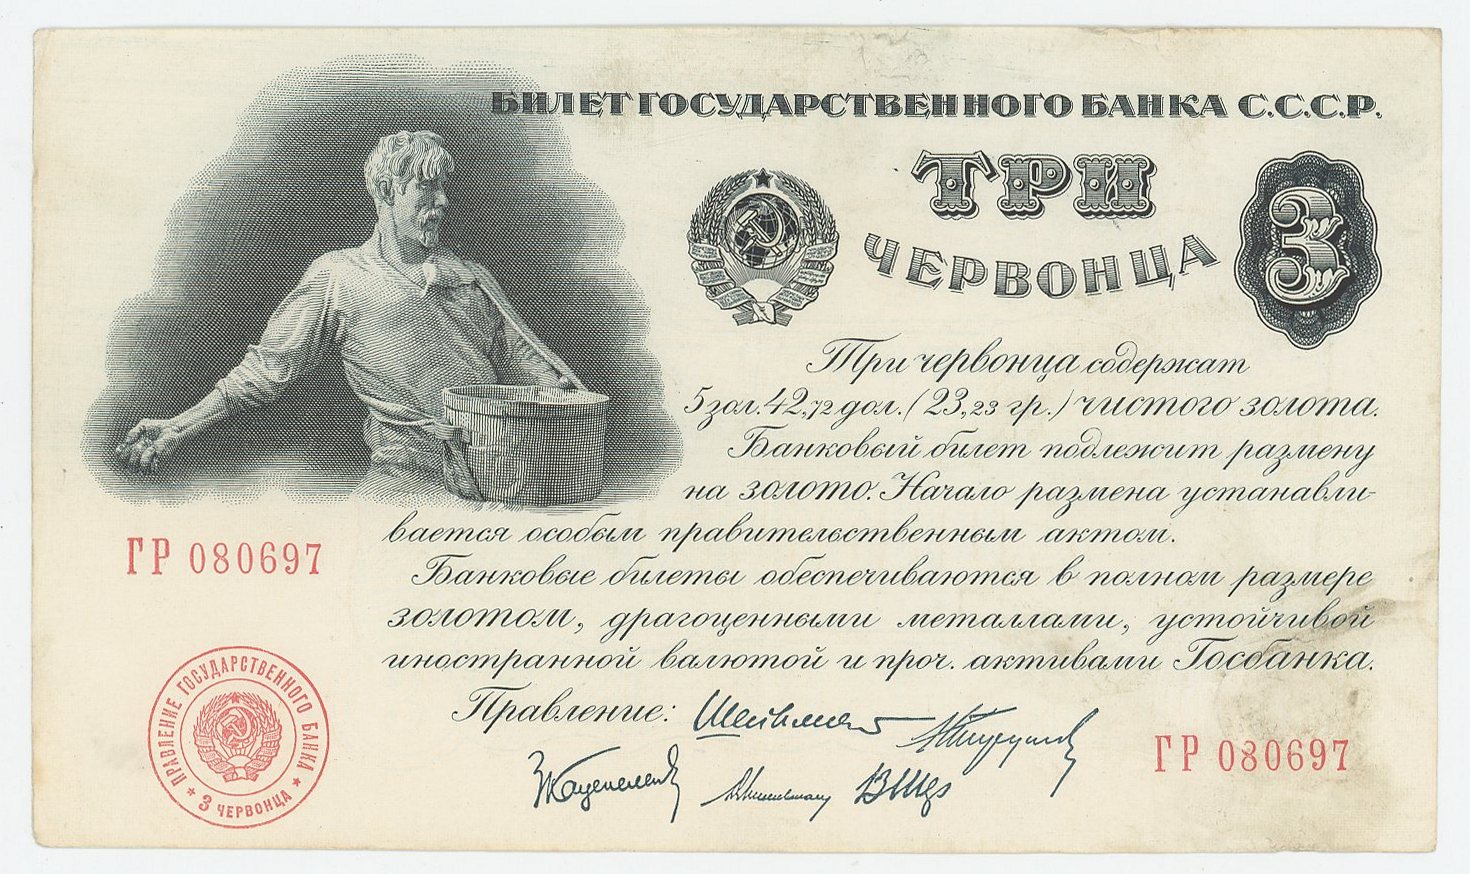 БИЛЕТ ГОСУДАРСТВЕННОГО БАНКА С.С.С.Р.
ТРИ
ЧЕРВОНЦА
3
Три червонца содержат
5 зол. 42,72 дол. (23,23 гр.) чистого золота.
Банковый билет подлежит размену
на золото. Начало размена устанавли-
вается особым правительственным актом.
Банковые билеты обеспечиваются в полном размере
золотом, драгоценными металлами, устойчивой
иностранной валютой и проч. активами Госбанка.
ГР 080697
Правление:
ПРАВЛЕНИЕ ГОСУДАРСТВЕННОГО БАНКА
★ 3 ЧЕРВОНЦА ★
ГР 080697